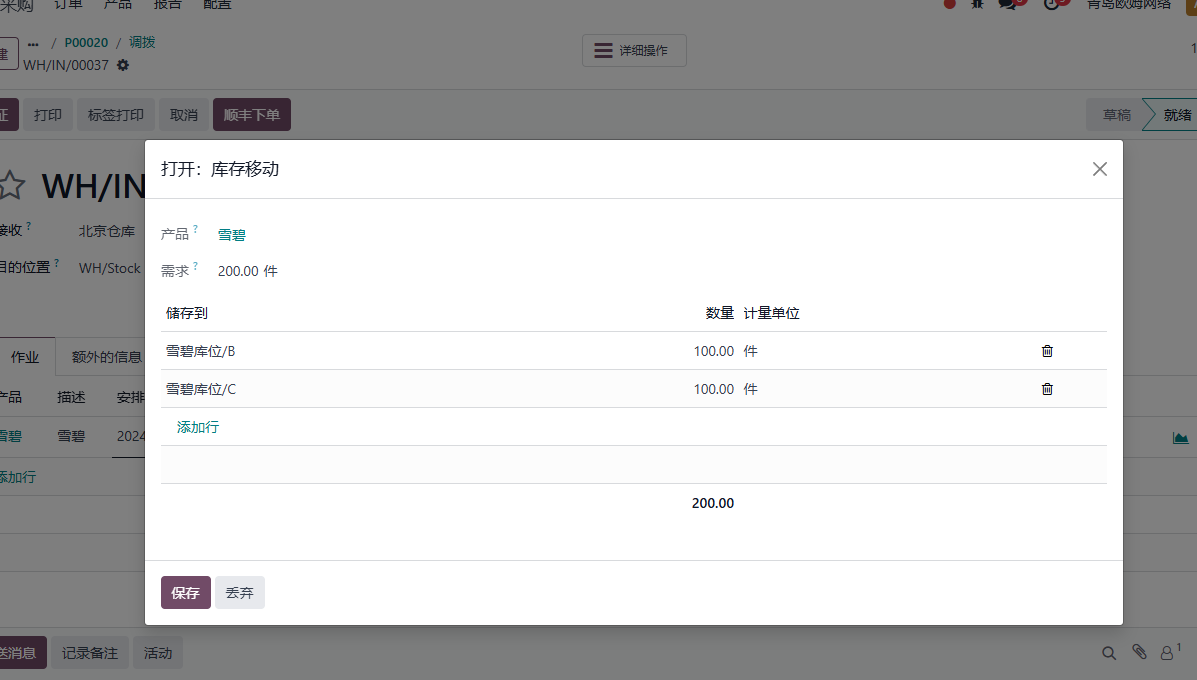 采购 订单 产品 报告 配置 青岛欧姆网络
建 ... / P00020 / 调拨
WH/IN/00037
详细操作
证 打印 标签打印 取消 顺丰下单 草稿 就绪
WH/IN
接收 ? 北京仓库
目的位置 ? WH/Stock
作业 额外的信息
产品 描述 安排
雪碧 雪碧 2024
添加行
打开：库存移动
产品 ? 雪碧
需求 ? 200.00 件
储存到 数量 计量单位
雪碧库位/B 100.00 件
雪碧库位/C 100.00 件
添加行
200.00
保存 丢弃
送消息 记录备注 活动 1